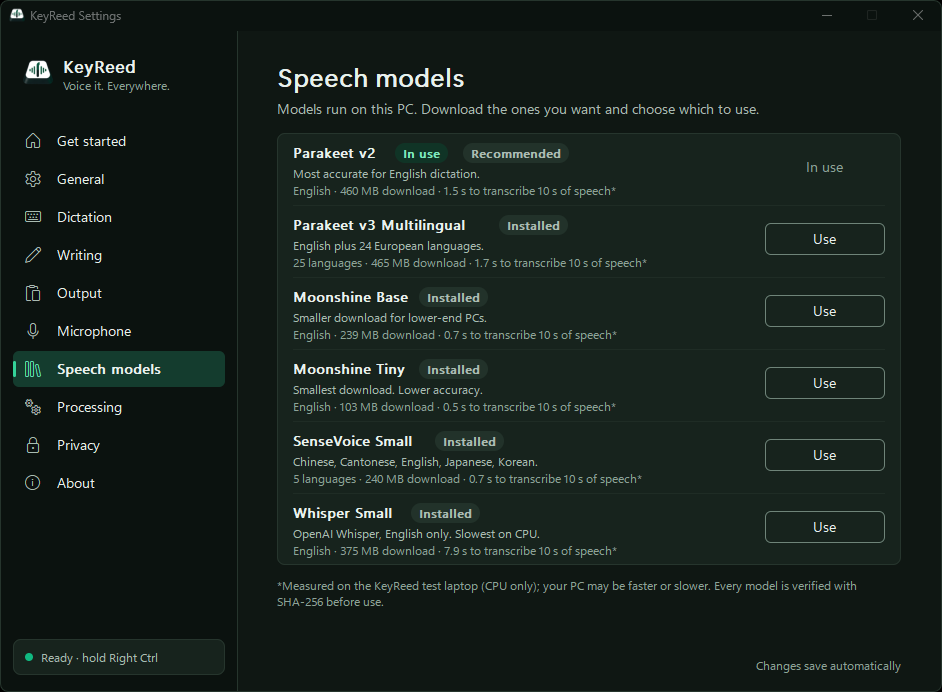 KeyReed Settings
KeyReed
Voice it. Everywhere.
Get started
General
Dictation
Writing
Output
Microphone
Speech models
Processing
Privacy
About
Ready · hold Right Ctrl
Speech models
Models run on this PC. Download the ones you want and choose which to use.
Parakeet v2 In use Recommended
Most accurate for English dictation.
English · 460 MB download · 1.5 s to transcribe 10 s of speech*
In use
Parakeet v3 Multilingual Installed
English plus 24 European languages.
25 languages · 465 MB download · 1.7 s to transcribe 10 s of speech*
Use
Moonshine Base Installed
Smaller download for lower-end PCs.
English · 239 MB download · 0.7 s to transcribe 10 s of speech*
Use
Moonshine Tiny Installed
Smallest download. Lower accuracy.
English · 103 MB download · 0.5 s to transcribe 10 s of speech*
Use
SenseVoice Small Installed
Chinese, Cantonese, English, Japanese, Korean.
5 languages · 240 MB download · 0.7 s to transcribe 10 s of speech*
Use
Whisper Small Installed
OpenAI Whisper, English only. Slowest on CPU.
English · 375 MB download · 7.9 s to transcribe 10 s of speech*
Use
*Measured on the KeyReed test laptop (CPU only); your PC may be faster or slower. Every model is verified with
SHA-256 before use.
Changes save automatically